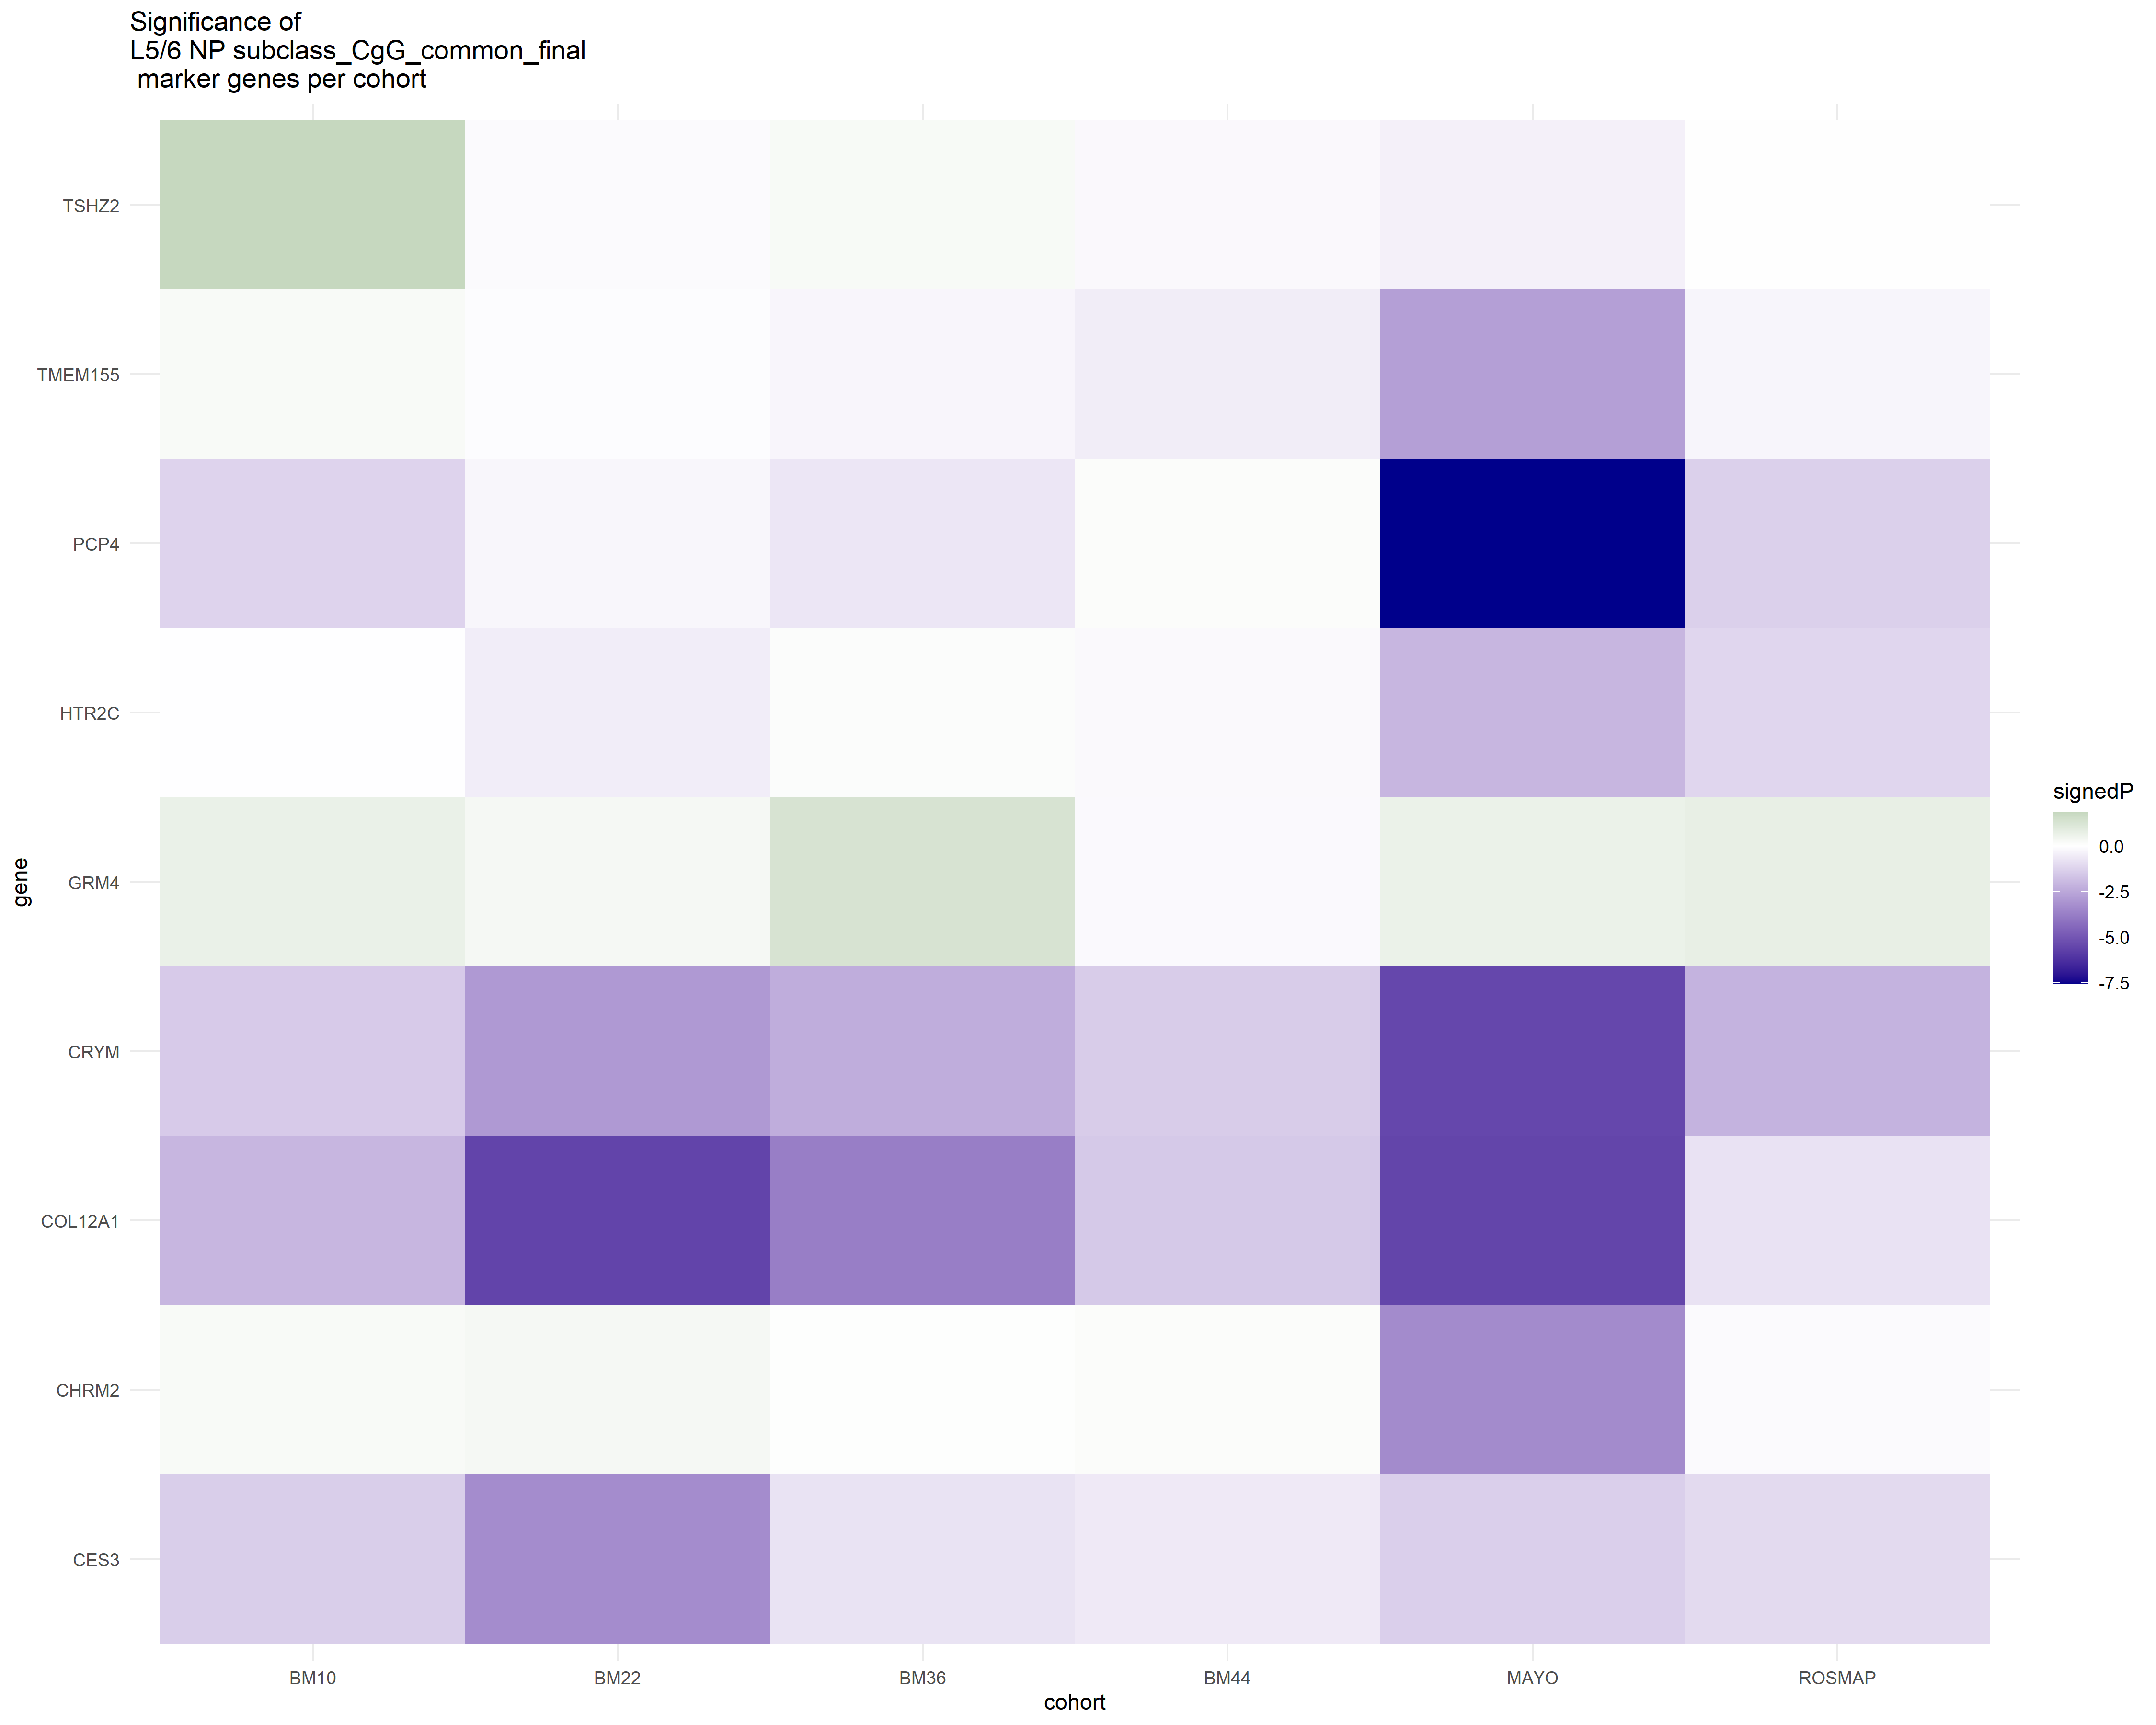 Significance of
L5/6 NP subclass_CgG_common_final
marker genes per cohort
TSHZ2
TMEM155
PCP4
HTR2C
GRM4
CRYM
COL12A1
CHRM2
CES3
gene
BM10
BM22
BM36
BM44
MAYO
ROSMAP
cohort
signedP
0.0
-2.5
-5.0
-7.5